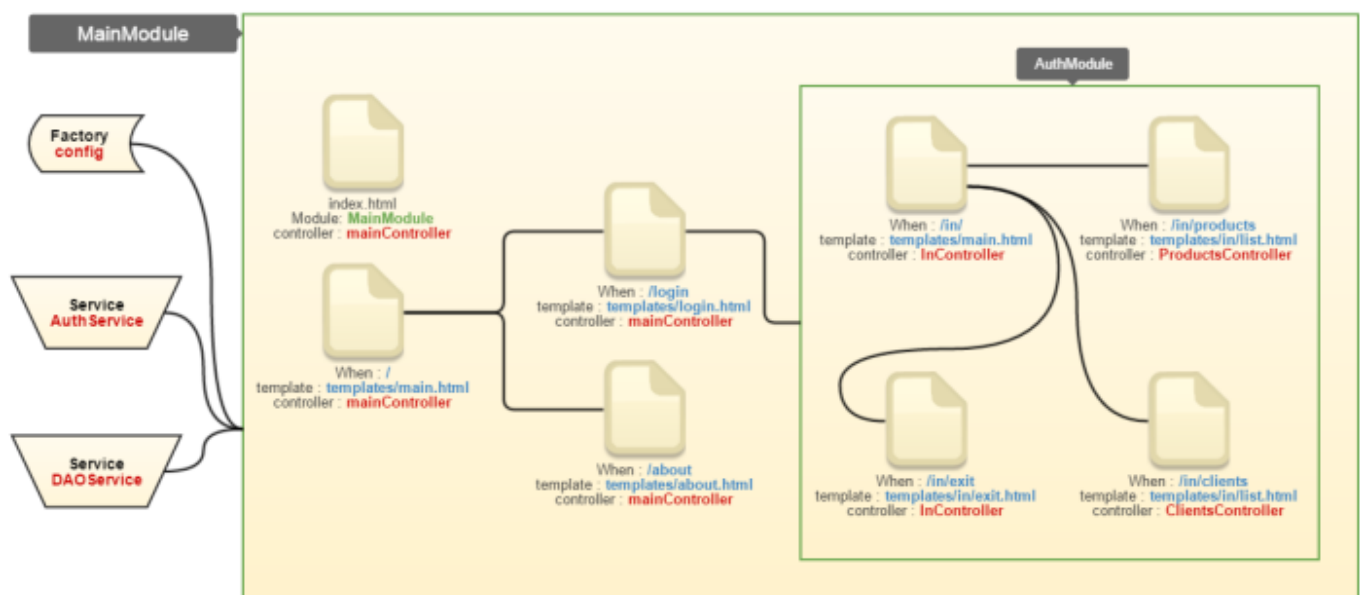 MainModule
AuthModule
Factory
config
Service
AuthService
Service
DAOService
index.html
Module: MainModule
controller : mainController
When : /
template : templates/main.html
controller : mainController
When : /login
template : templates/login.html
controller : mainController
When : /about
template : templates/about.html
controller : mainController
When : /in/
template : templates/main.html
controller : InController
When : /in/products
template : templates/in/list.html
controller : ProductsController
When : /in/exit
template : templates/in/exit.html
controller : InController
When : /in/clients
template : templates/in/list.html
controller : ClientsController